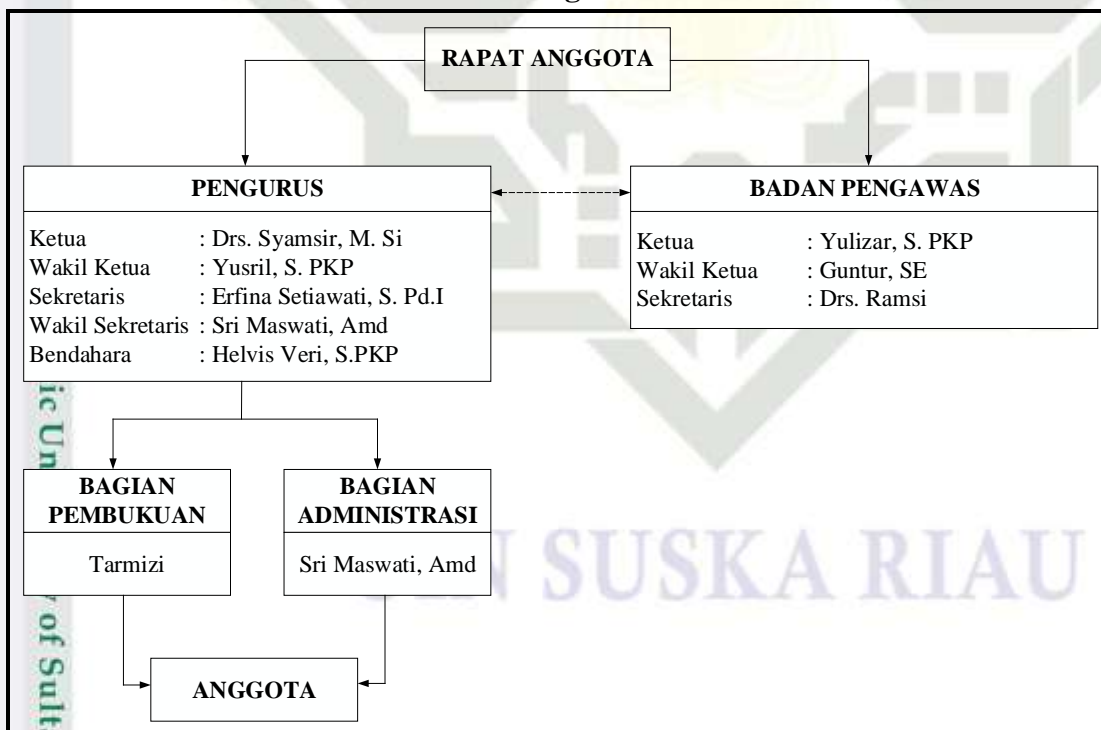 RAPAT ANGGOTA
PENGURUS
Ketua : Drs. Syamsir, M. Si
Wakil Ketua : Yusril, S. PKP
Sekretaris : Erfina Setiawati, S. Pd.I
Wakil Sekretaris : Sri Maswati, Amd
Bendahara : Helvis Veri, S.PKP
BADAN PENGAWAS
Ketua : Yulizar, S. PKP
Wakil Ketua : Guntur, SE
Sekretaris : Drs. Ramsi
BAGIAN
PEMBUKUAN
Tarmizi
BAGIAN
ADMINISTRASI
Sri Maswati, Amd
ANGGOTA
SUSKA RIAU
of